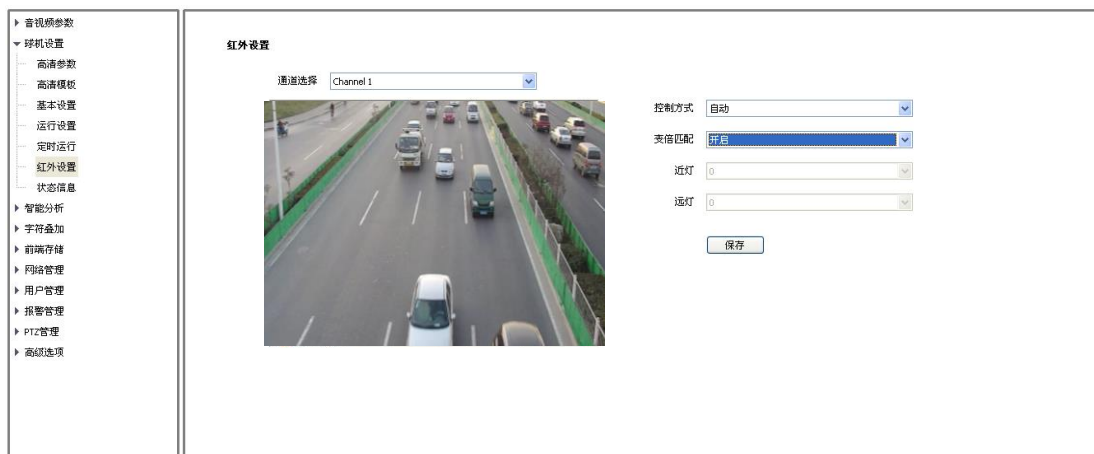 音视频参数
球机设置
高清参数
高清模板
基本设置
运行设置
定时运行
红外设置
状态信息
智能分析
字符叠加
前端存储
网络管理
用户管理
报警管理
PTZ管理
高级选项
红外设置
通道选择 Channel 1
控制方式 自动
变倍匹配 开启
近灯 0
远灯 0
保存